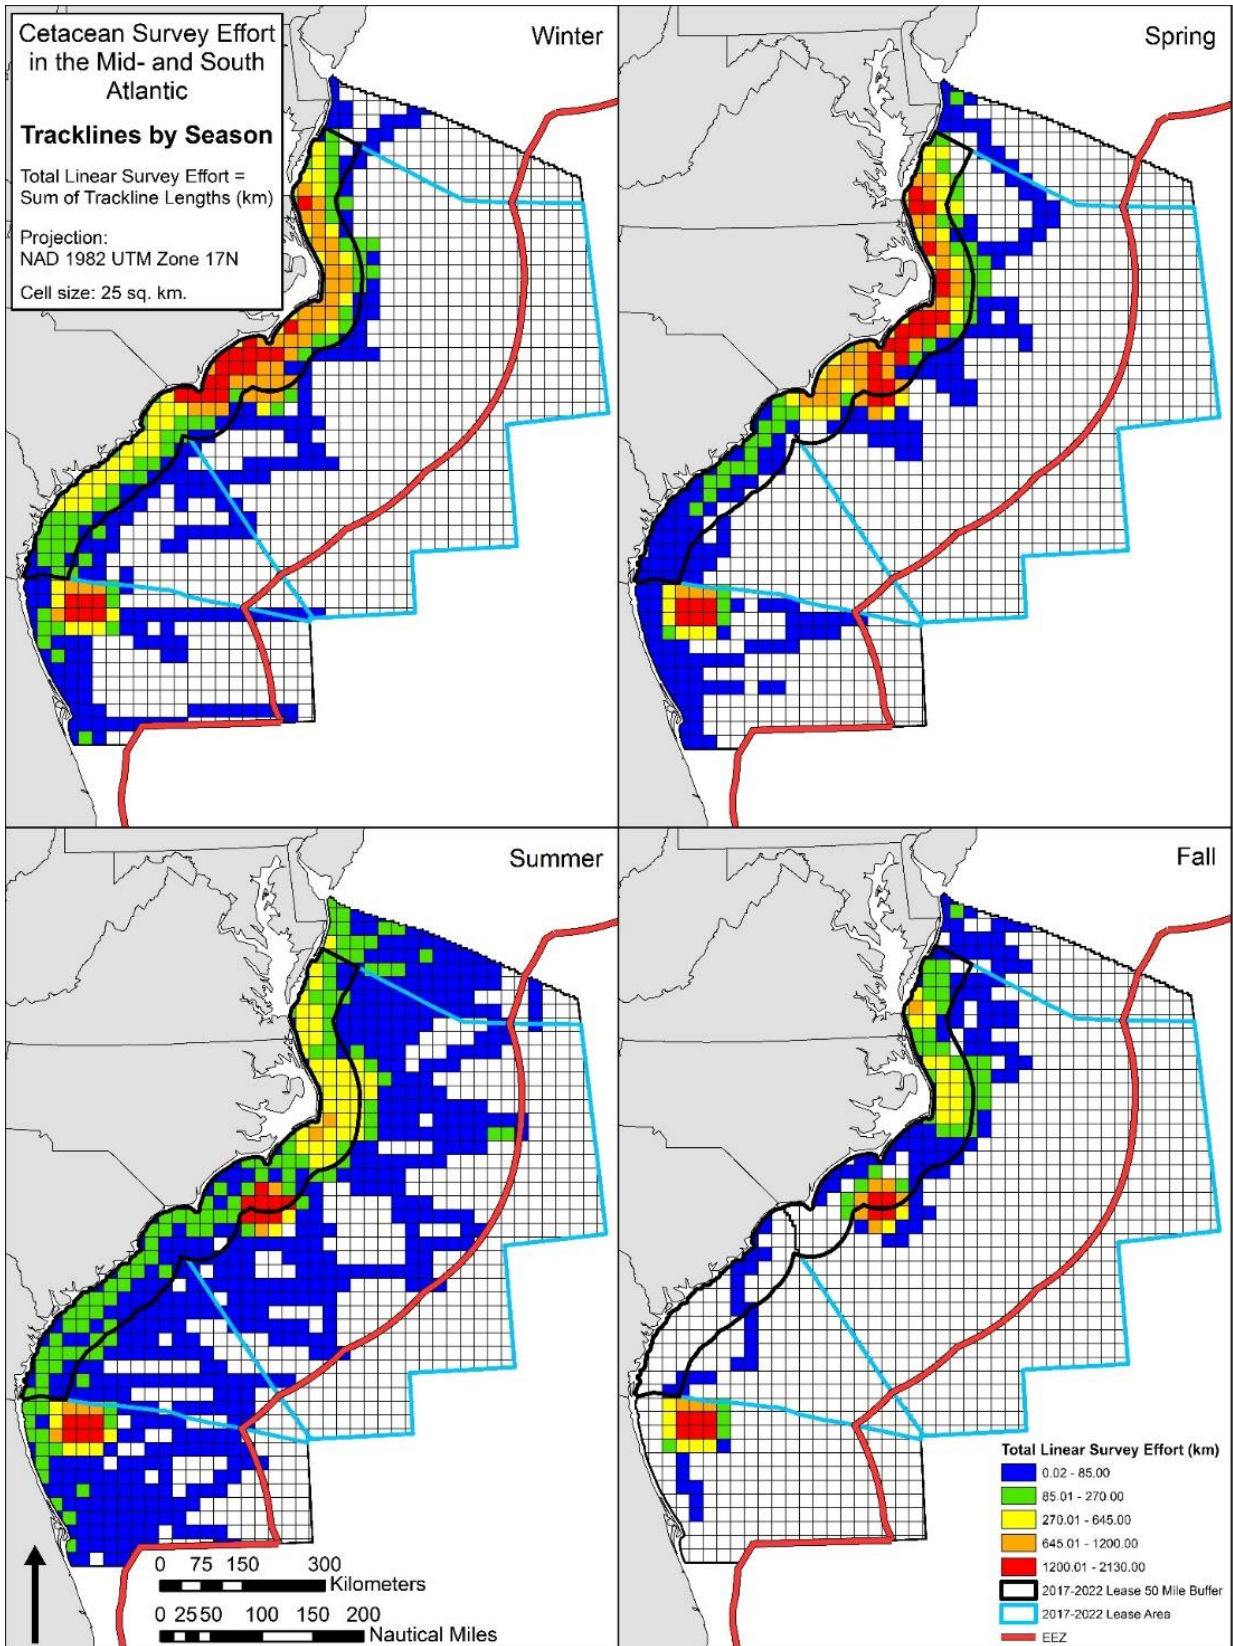 Cetacean Survey Effort
in the Mid- and South
Atlantic
Tracklines by Season
Total Linear Survey Effort =
Sum of Trackline Lengths (km)
Projection:
NAD 1982 UTM Zone 17N
Cell size: 25 sq. km.
Winter
Spring
Summer
Fall
0 75 150 300
Kilometers
0 25 50 100 150 200
Nautical Miles
Total Linear Survey Effort (km)
0.02 - 85.00
85.01 - 270.00
270.01 - 645.00
645.01 - 1200.00
1200.01 - 2130.00
2017-2022 Lease 50 Mile Buffer
2017-2022 Lease Area
EEZ